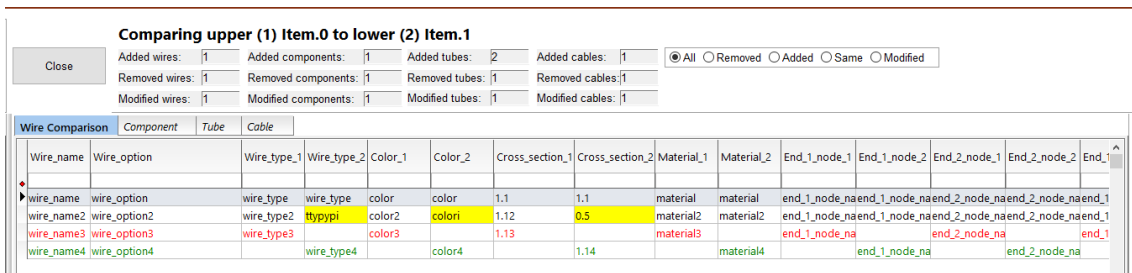 Comparing upper (1) Item.0 to lower (2) Item.1
Close
Added wires: 1 Added components: 1 Added tubes: 2 Added cables: 1 All Removed Added Same Modified
Removed wires: 1 Removed components: 1 Removed tubes: 1 Removed cables: 1
Modified wires: 1 Modified components: 1 Modified tubes: 1 Modified cables: 1
Wire Comparison Component Tube Cable
Wire_name Wire_option Wire_type_1 Wire_type_2 Color_1 Color_2 Cross_section_1 Cross_section_2 Material_1 Material_2 End_1_node_1 End_1_node_2 End_2_node_1 End_2_node_2 End_1
wire_name wire_option wire_type wire_type color color 1.1 1.1 material material end_1_node_na end_1_node_na end_2_node_na end_2_node_na end_1
wire_name2 wire_option2 wire_type2 ttypypi color2 colori 1.12 0.5 material2 material2 end_1_node_na end_1_node_na end_2_node_na end_2_node_na end_1
wire_name3 wire_option3 wire_type3 color3 1.13 material3 end_1_node_na end_2_node_na end_1
wire_name4 wire_option4 wire_type4 color4 1.14 material4 end_1_node_na end_2_node_na